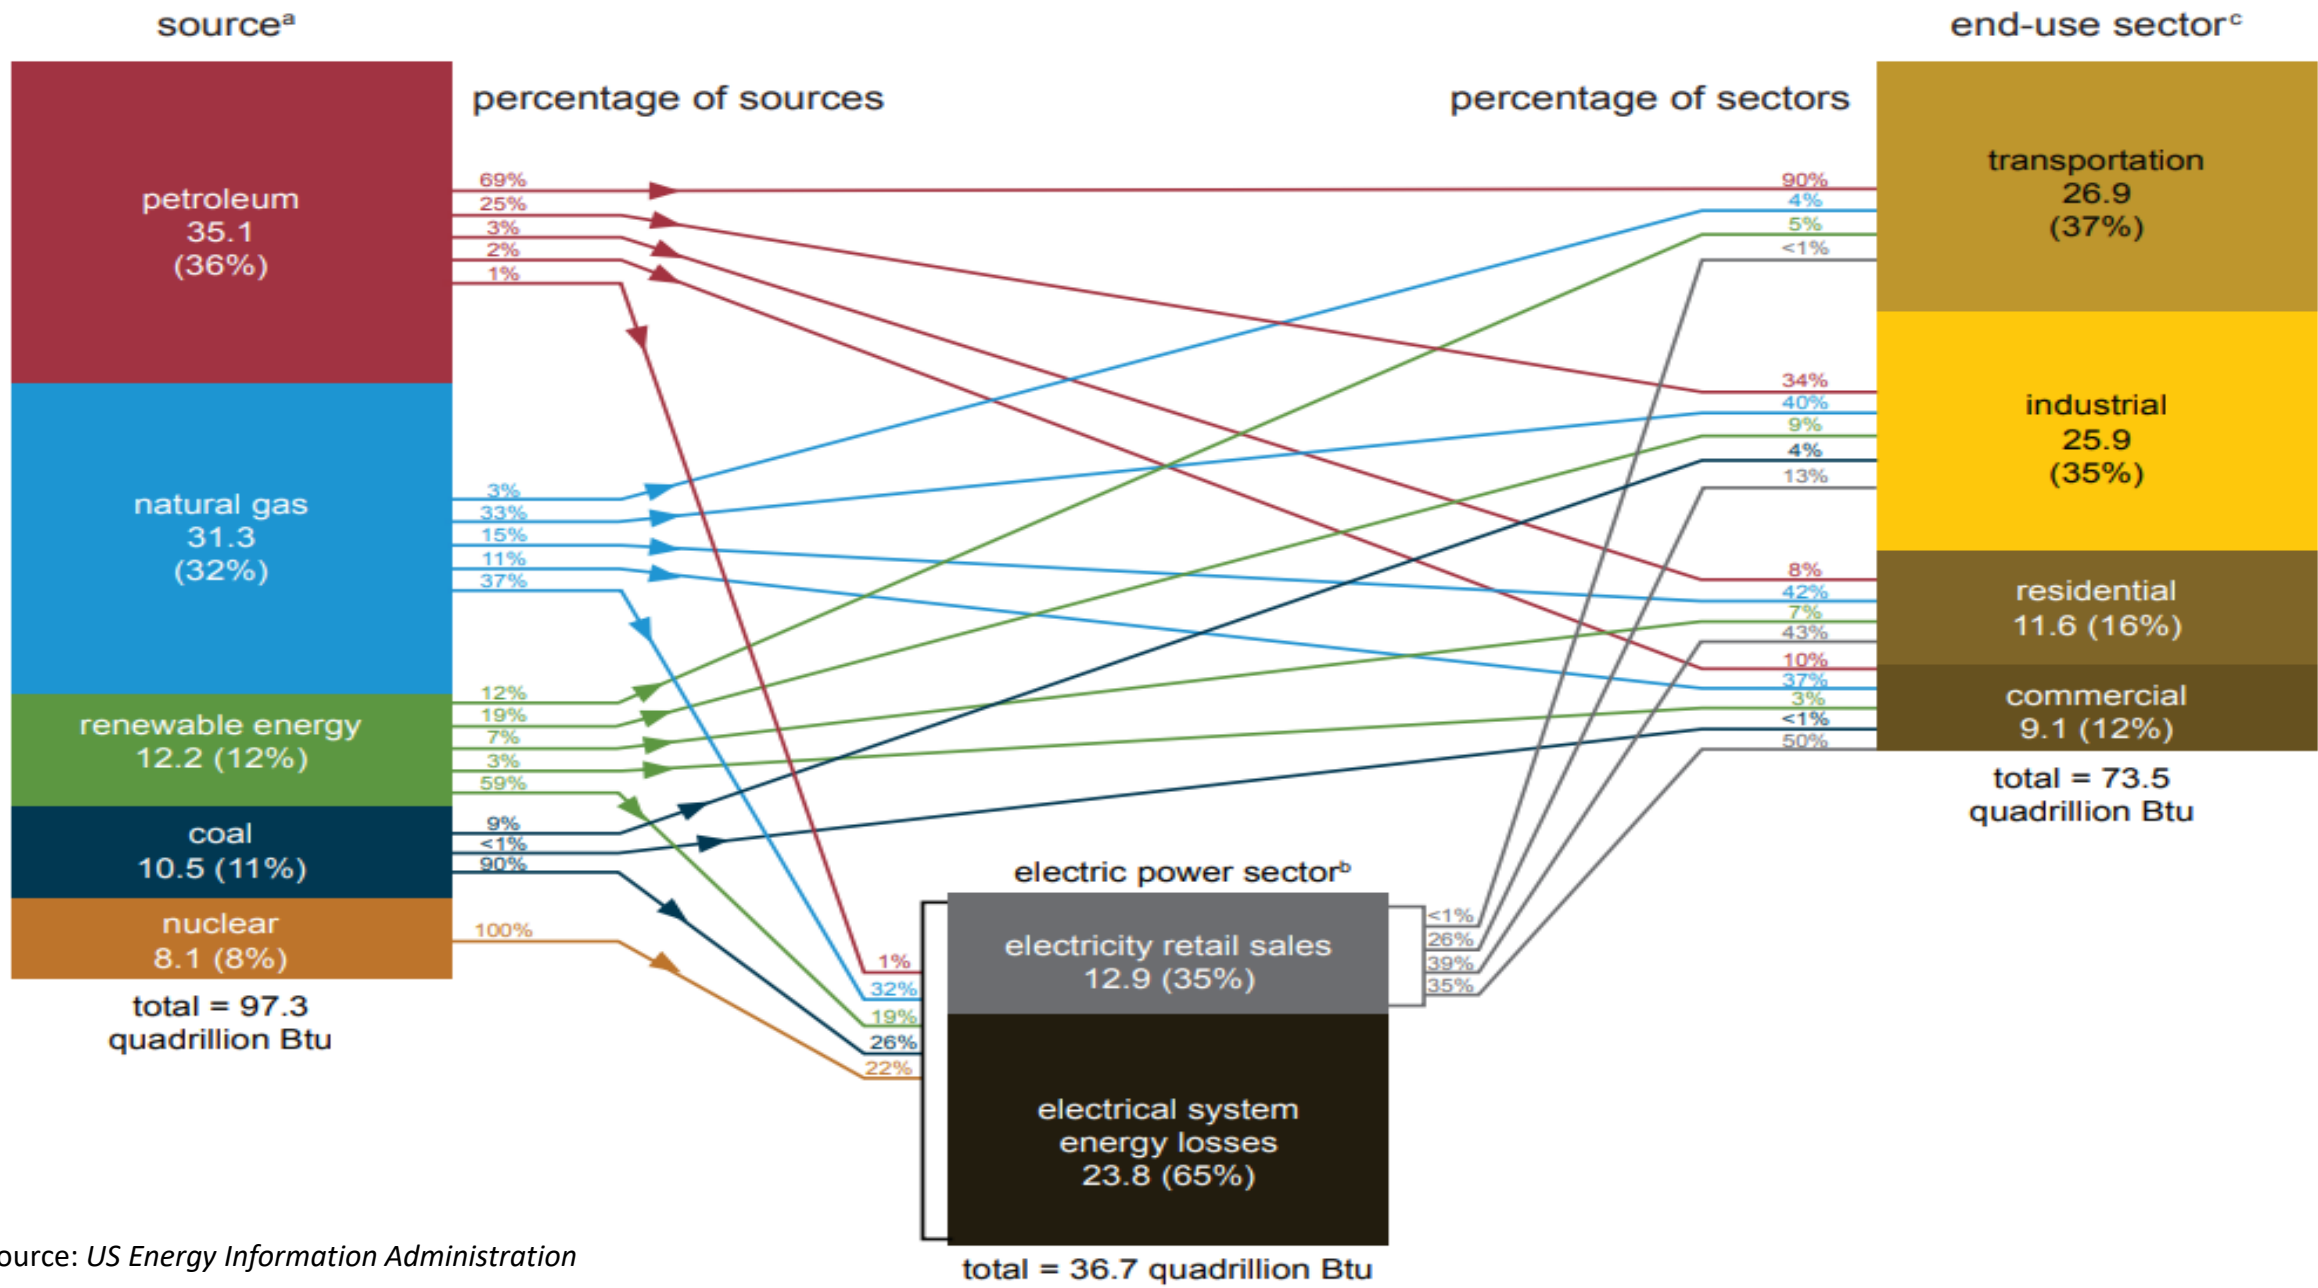 sourceᵃ
end-use sectorᶜ
percentage of sources
percentage of sectors
petroleum
35.1
(36%)
69%
25%
3%
2%
1%
natural gas
31.3
(32%)
3%
33%
15%
11%
37%
renewable energy
12.2 (12%)
12%
19%
7%
3%
59%
coal
10.5 (11%)
9%
<1%
90%
nuclear
8.1 (8%)
100%
total = 97.3
quadrillion Btu
electric power sectorᵇ
1%
32%
19%
26%
22%
electricity retail sales
12.9 (35%)
electrical system
energy losses
23.8 (65%)
total = 36.7 quadrillion Btu
<1%
26%
39%
35%
90%
4%
5%
<1%
transportation
26.9
(37%)
34%
40%
9%
4%
13%
industrial
25.9
(35%)
8%
42%
7%
43%
residential
11.6 (16%)
10%
37%
3%
<1%
50%
commercial
9.1 (12%)
total = 73.5
quadrillion Btu
ource: US Energy Information Administration